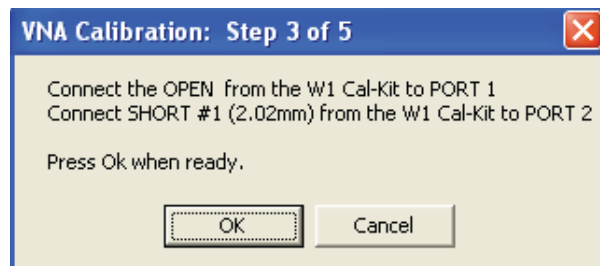 VNA Calibration: Step 3 of 5
Connect the OPEN from the W1 Cal-Kit to PORT 1
Connect SHORT #1 (2.02mm) from the W1 Cal-Kit to PORT 2
Press Ok when ready.
OK
Cancel